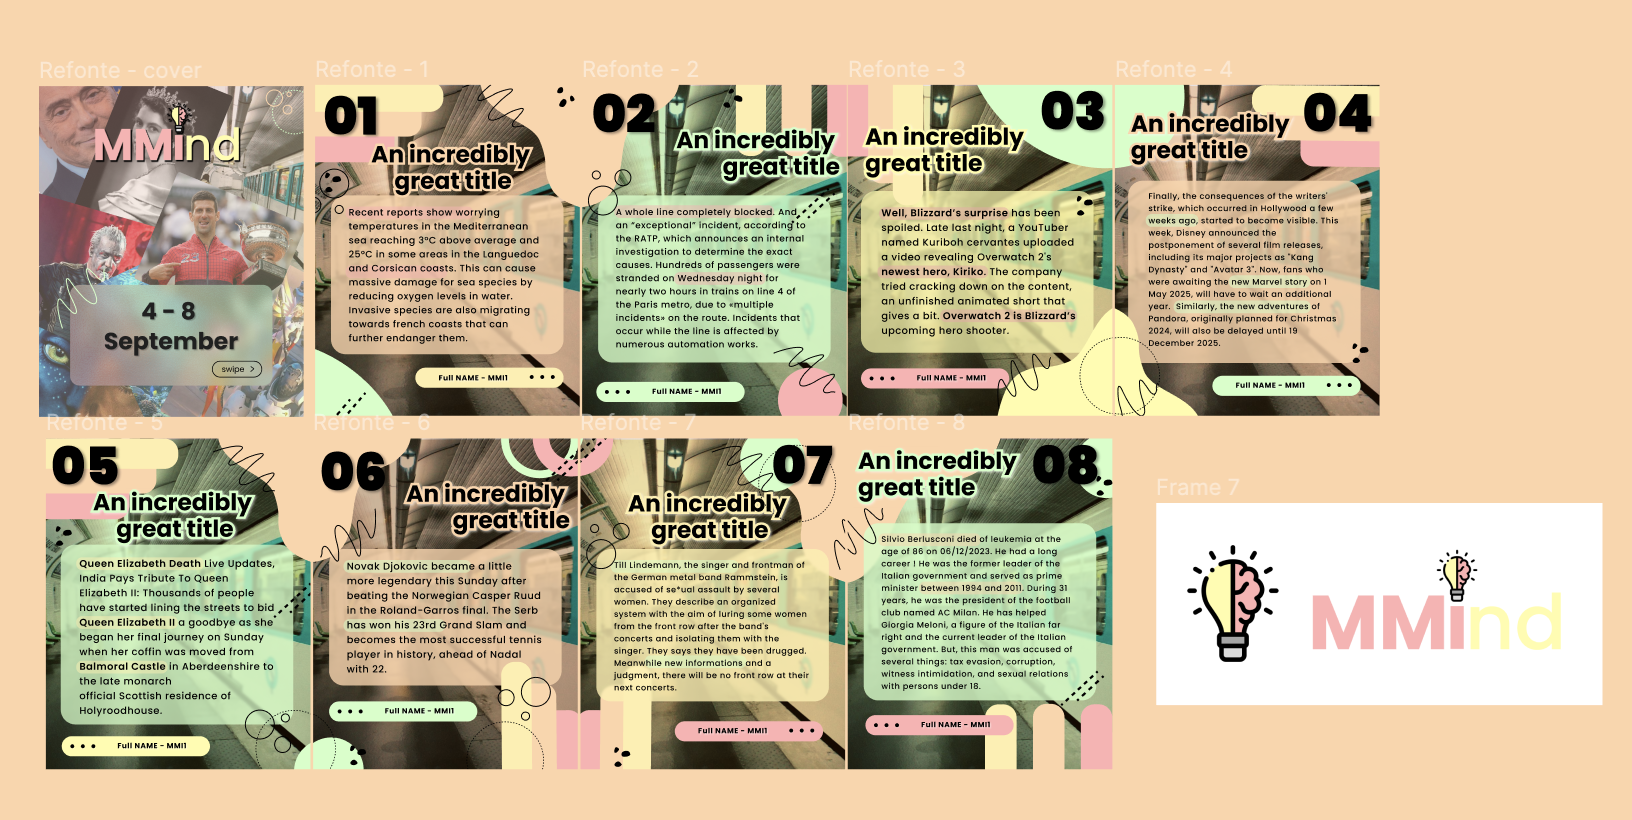 Refonte - cover
MMind
4 - 8
September
swipe >
Refonte - 1
01
An incredibly
great title
Recent reports show worrying
temperatures in the Mediterranean
sea reaching 3°C above average and
25°C in some areas in the Languedoc
and Corsican coasts. This can cause
massive damage for sea species by
reducing oxygen levels in water.
Invasive species are also migrating
towards french coasts that can
further endanger them.
Full NAME - MMI1
Refonte - 2
02
An incredibly
great title
A whole line completely blocked. And
an "exceptional" incident, according to
the RATP, which announces an internal
investigation to determine the exact
causes. Hundreds of passengers were
stranded on Wednesday night for
nearly two hours in trains on line 4 of
the Paris metro, due to «multiple
incidents» on the route. Incidents that
occur while the line is affected by
numerous automation works.
Full NAME - MMI1
Refonte - 3
03
An incredibly
great title
Well, Blizzard's surprise has been
spoiled. Late last night, a YouTuber
named Kuriboh cervantes uploaded
a video revealing Overwatch 2's
newest hero, Kiriko. The company
tried cracking down on the content,
an unfinished animated short that
gives a bit. Overwatch 2 is Blizzard's
upcoming hero shooter.
Full NAME - MMI1
Refonte - 4
04
An incredibly
great title
Finally, the consequences of the writers'
strike, which occurred in Hollywood a few
weeks ago, started to become visible. This
week, Disney announced the
postponement of several film releases,
including its major projects as "Kang
Dynasty" and "Avatar 3". Now, fans who
were awaiting the new Marvel story on 1
May 2025, will have to wait an additional
year. Similarly, the new adventures of
Pandora, originally planned for Christmas
2024, will also be delayed until 19
December 2025.
Full NAME - MMI1
Refonte - 5
05
An incredibly
great title
Queen Elizabeth Death Live Updates,
India Pays Tribute To Queen
Elizabeth II: Thousands of people
have started lining the streets to bid
Queen Elizabeth II a goodbye as she
began her final journey on Sunday
when her coffin was moved from
Balmoral Castle in Aberdeenshire to
the late monarch
official Scottish residence of
Holyroodhouse.
Full NAME - MMI1
Refonte - 6
06
An incredibly
great title
Novak Djokovic became a little
more legendary this Sunday after
beating the Norwegian Casper Ruud
in the Roland-Garros final. The Serb
has won his 23rd Grand Slam and
becomes the most successful tennis
player in history, ahead of Nadal
with 22.
Full NAME - MMI1
Refonte - 7
07
An incredibly
great title
Till Lindemann, the singer and frontman of
the German metal band Rammstein, is
accused of se*ual assault by several
women. They describe an organized
system with the aim of luring some women
from the front row after the band's
concerts and isolating them with the
singer. They says they have been drugged.
Meanwhile new informations and a
judgment, there will be no front row at their
next concerts.
Full NAME - MMI1
Refonte - 8
08
An incredibly
great title
Silvio Berlusconi died of leukemia at the
age of 86 on 06/12/2023. He had a long
career ! He was the former leader of the
Italian government and served as prime
minister between 1994 and 2011. During 31
years, he was the president of the football
club named AC Milan. He has helped
Giorgia Meloni, a figure of the Italian far
right and the current leader of the Italian
government. But, this man was accused of
several things: tax evasion, corruption,
witness intimidation, and sexual relations
with persons under 18.
Full NAME - MMI1
Frame 7
MMind